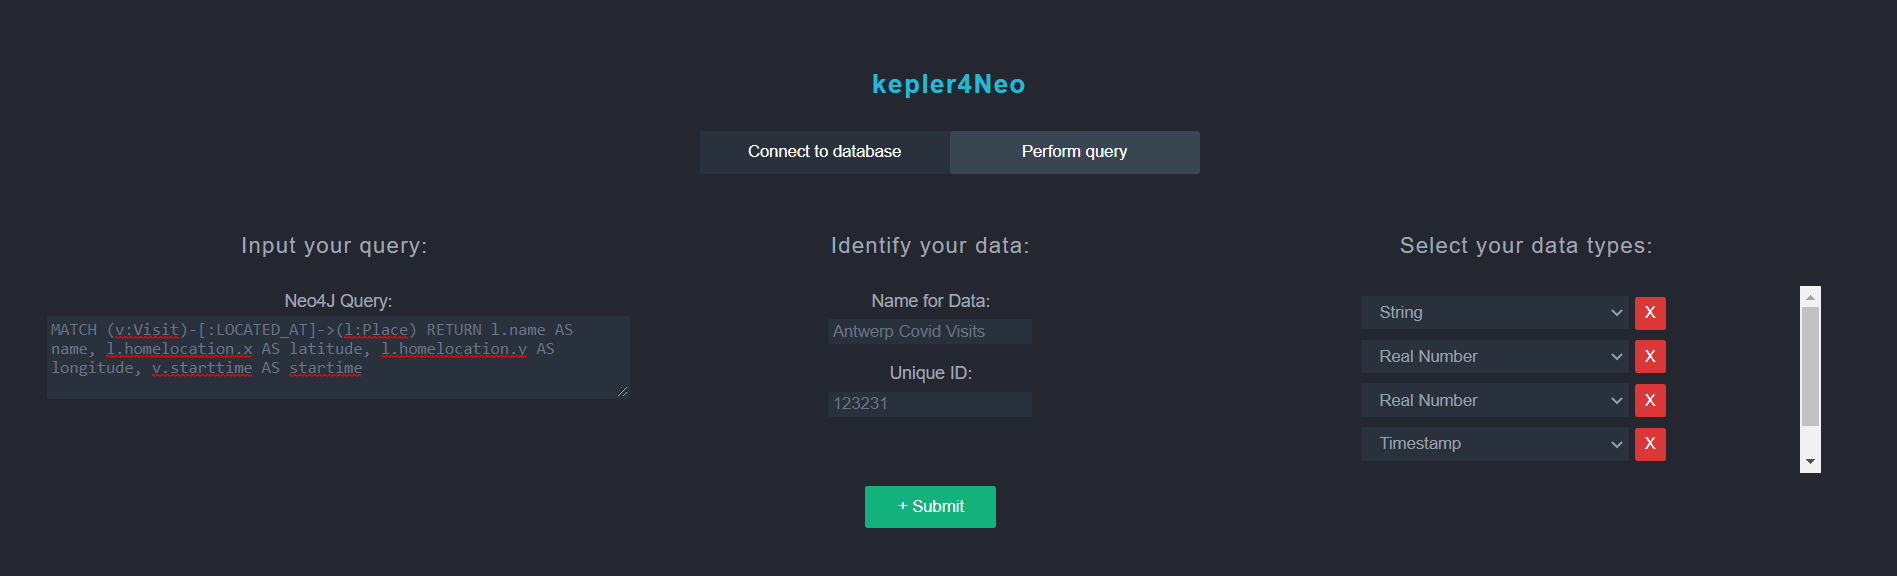 kepler4Neo
Connect to database
Perform query
Input your query:
Neo4J Query:
MATCH (v:Visit)-[:LOCATED_AT]->(l:Place) RETURN l.name AS
name, l.homelocation.x AS latitude, l.homelocation.y AS
longitude, v.starttime AS startime
Identify your data:
Name for Data:
Antwerp Covid Visits
Unique ID:
123231
Select your data types:
String
X
Real Number
X
Real Number
X
Timestamp
X
+ Submit